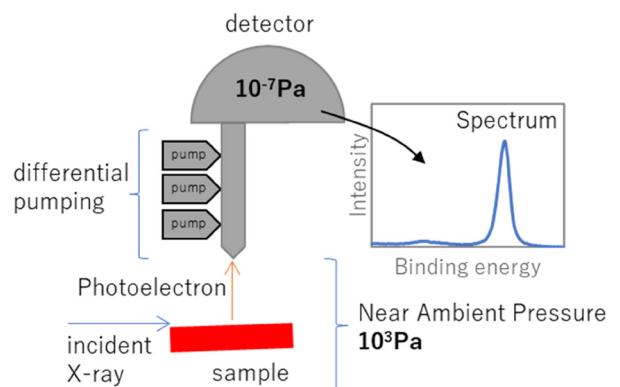 detector
10⁻⁷Pa
Spectrum
Intensity
Binding energy
differential
pumping
pump
pump
pump
Photoelectron
incident
X-ray
sample
Near Ambient Pressure
10³Pa